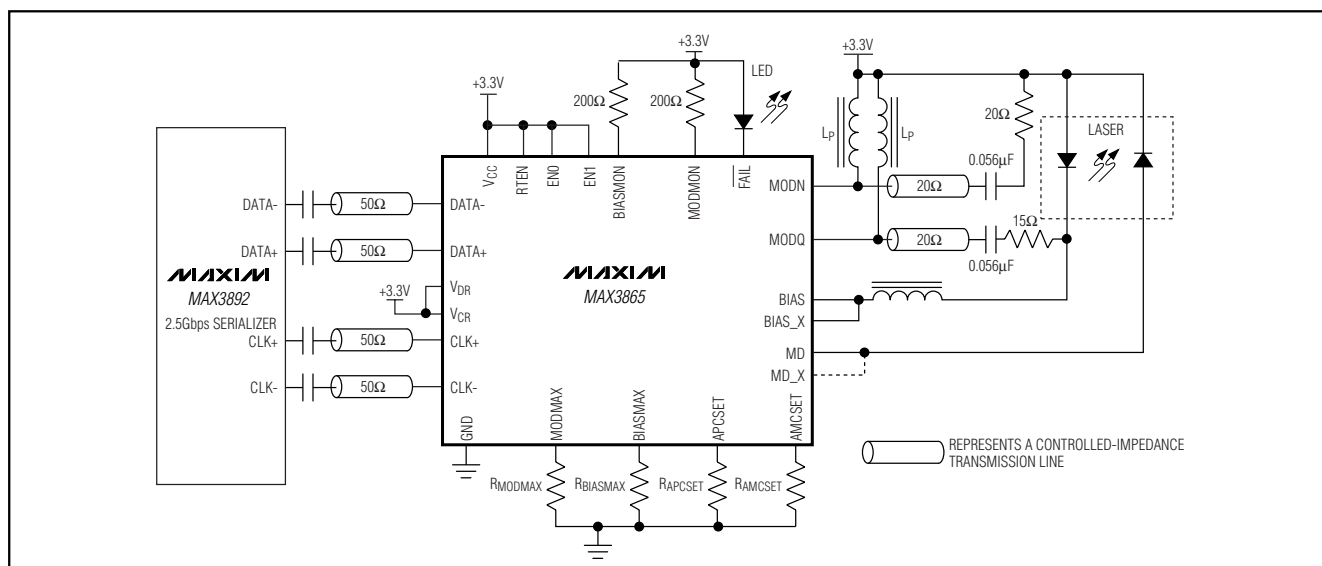 +3.3V
+3.3V
LED
+3.3V
200Ω
200Ω
LP
LP
20Ω
LASER
0.056µF
VCC
RTEN
EN0
EN1
BIASMON
MODMON
FAIL
MODN
20Ω
DATA-
50Ω
DATA-
15Ω
MODQ
20Ω
0.056µF
DATA+
50Ω
DATA+
MAXIM
MAX3892
2.5Gbps SERIALIZER
MAXIM
MAX3865
+3.3V
VDR
VCR
BIAS
BIAS_X
CLK+
50Ω
CLK+
MD
MD_X
CLK-
50Ω
CLK-
GND
MODMAX
BIASMAX
APCSET
AMCSET
REPRESENTS A CONTROLLED-IMPEDANCE
TRANSMISSION LINE
RMODMAX
RBIASMAX
RAPCSET
RAMCSET